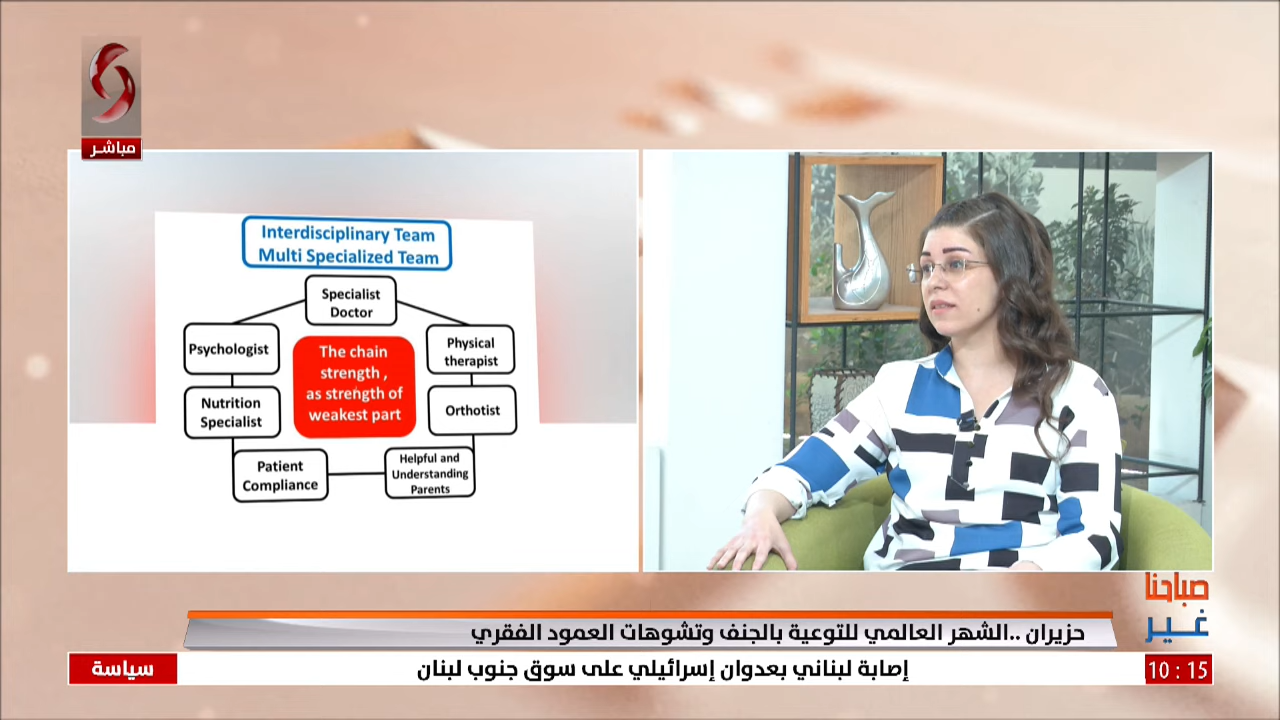 مباشر
Interdisciplinary Team
Multi Specialized Team
Specialist
Doctor
Psychologist
Physical
therapist
The chain
strength ,
as strength of
weakest part
Nutrition
Specialist
Orthotist
Patient
Compliance
Helpful and
Understanding
Parents
صباحنا
غير
حزيران ..الشهر العالمي للتوعية بالجنف وتشوهات العمود الفقري
سياسة
إصابة لبناني بعدوان إسرائيلي على سوق جنوب لبنان
10 : 15